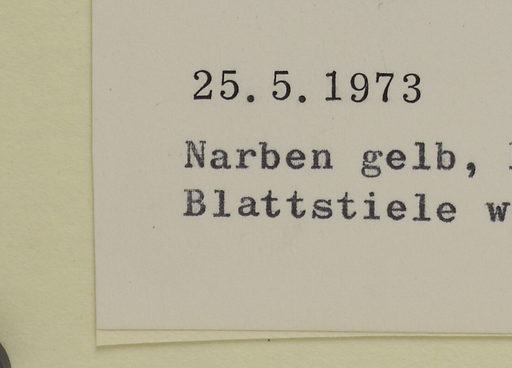 25.5.1973
Narben gelb,
Blattstiele